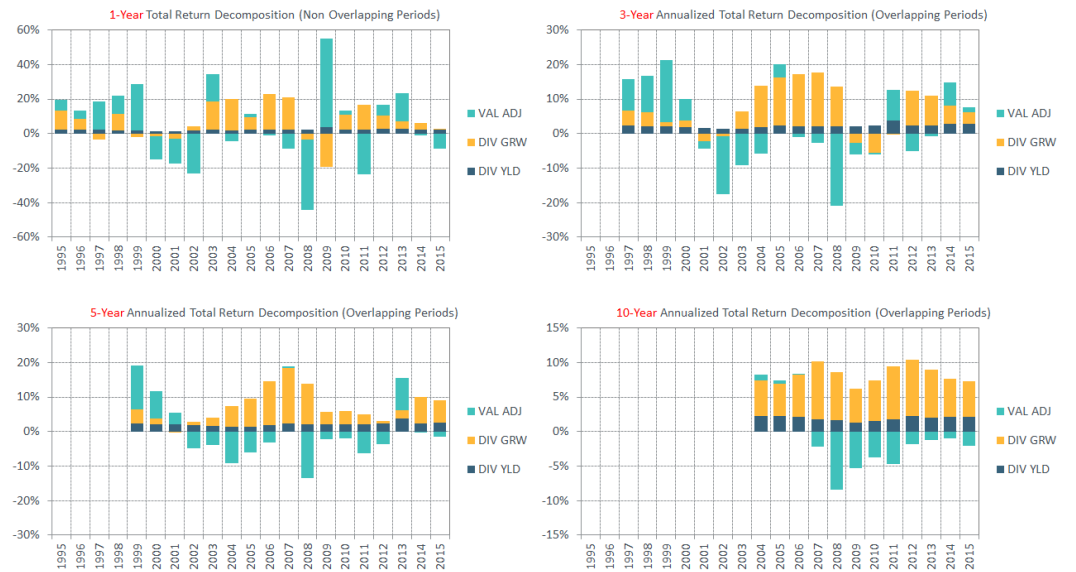 1-Year Total Return Decomposition (Non Overlapping Periods)
60%
40%
20%
0%
-20%
-40%
-60%
1995 1996 1997 1998 1999 2000 2001 2002 2003 2004 2005 2006 2007 2008 2009 2010 2011 2012 2013 2014 2015
VAL ADJ
DIV GRW
DIV YLD
3-Year Annualized Total Return Decomposition (Overlapping Periods)
30%
20%
10%
0%
-10%
-20%
-30%
1995 1996 1997 1998 1999 2000 2001 2002 2003 2004 2005 2006 2007 2008 2009 2010 2011 2012 2013 2014 2015
VAL ADJ
DIV GRW
DIV YLD
5-Year Annualized Total Return Decomposition (Overlapping Periods)
30%
20%
10%
0%
-10%
-20%
-30%
1995 1996 1997 1998 1999 2000 2001 2002 2003 2004 2005 2006 2007 2008 2009 2010 2011 2012 2013 2014 2015
VAL ADJ
DIV GRW
DIV YLD
10-Year Annualized Total Return Decomposition (Overlapping Periods)
15%
10%
5%
0%
-5%
-10%
-15%
1995 1996 1997 1998 1999 2000 2001 2002 2003 2004 2005 2006 2007 2008 2009 2010 2011 2012 2013 2014 2015
VAL ADJ
DIV GRW
DIV YLD